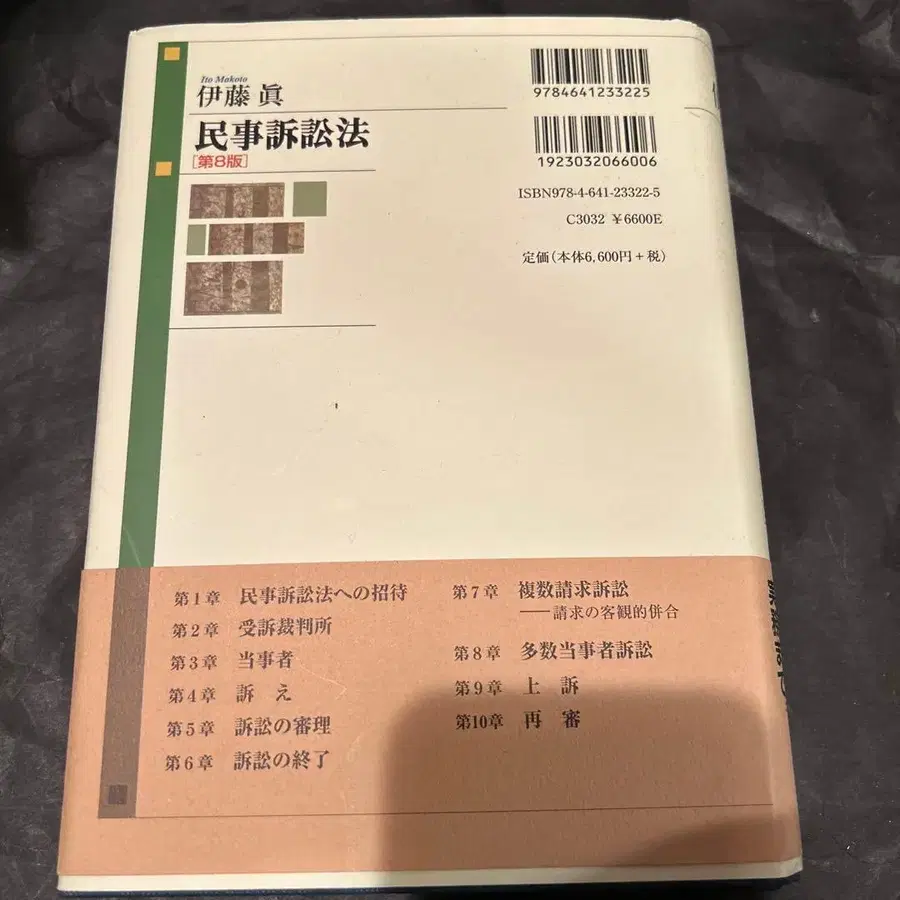 Ito Makoto
伊藤 眞
民事訴訟法
[第8版]
9784641233225
1923032066006
ISBN978-4-641-23322-5
C3032 ¥6600E
定価(本体6,600円+税)
第1章 民事訴訟法への招待
第2章 受訴裁判所
第3章 当事者
第4章 訴え
第5章 訴訟の審理
第6章 訴訟の終了
第7章 複数請求訴訟
——請求の客観的併合
第8章 多数当事者訴訟
第9章 上訴
第10章 再審